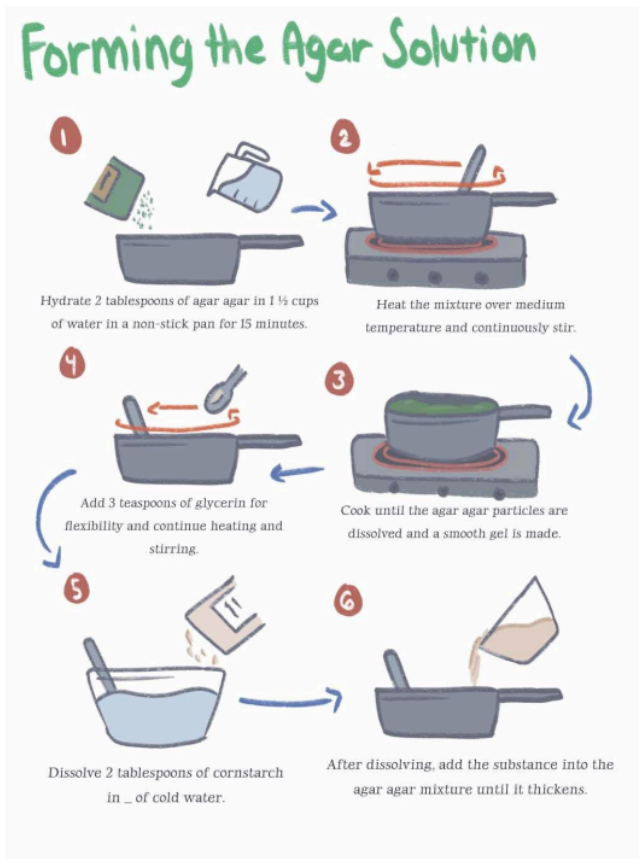 Forming the Agar Solution
1
2
Hydrate 2 tablespoons of agar agar in 1 ½ cups
of water in a non-stick pan for 15 minutes.
Heat the mixture over medium
temperature and continuously stir.
3
Cook until the agar agar particles are
dissolved and a smooth gel is made.
4
Add 3 teaspoons of glycerin for
flexibility and continue heating and
stirring.
5
Dissolve 2 tablespoons of cornstarch
in _ of cold water.
6
After dissolving, add the substance into the
agar agar mixture until it thickens.